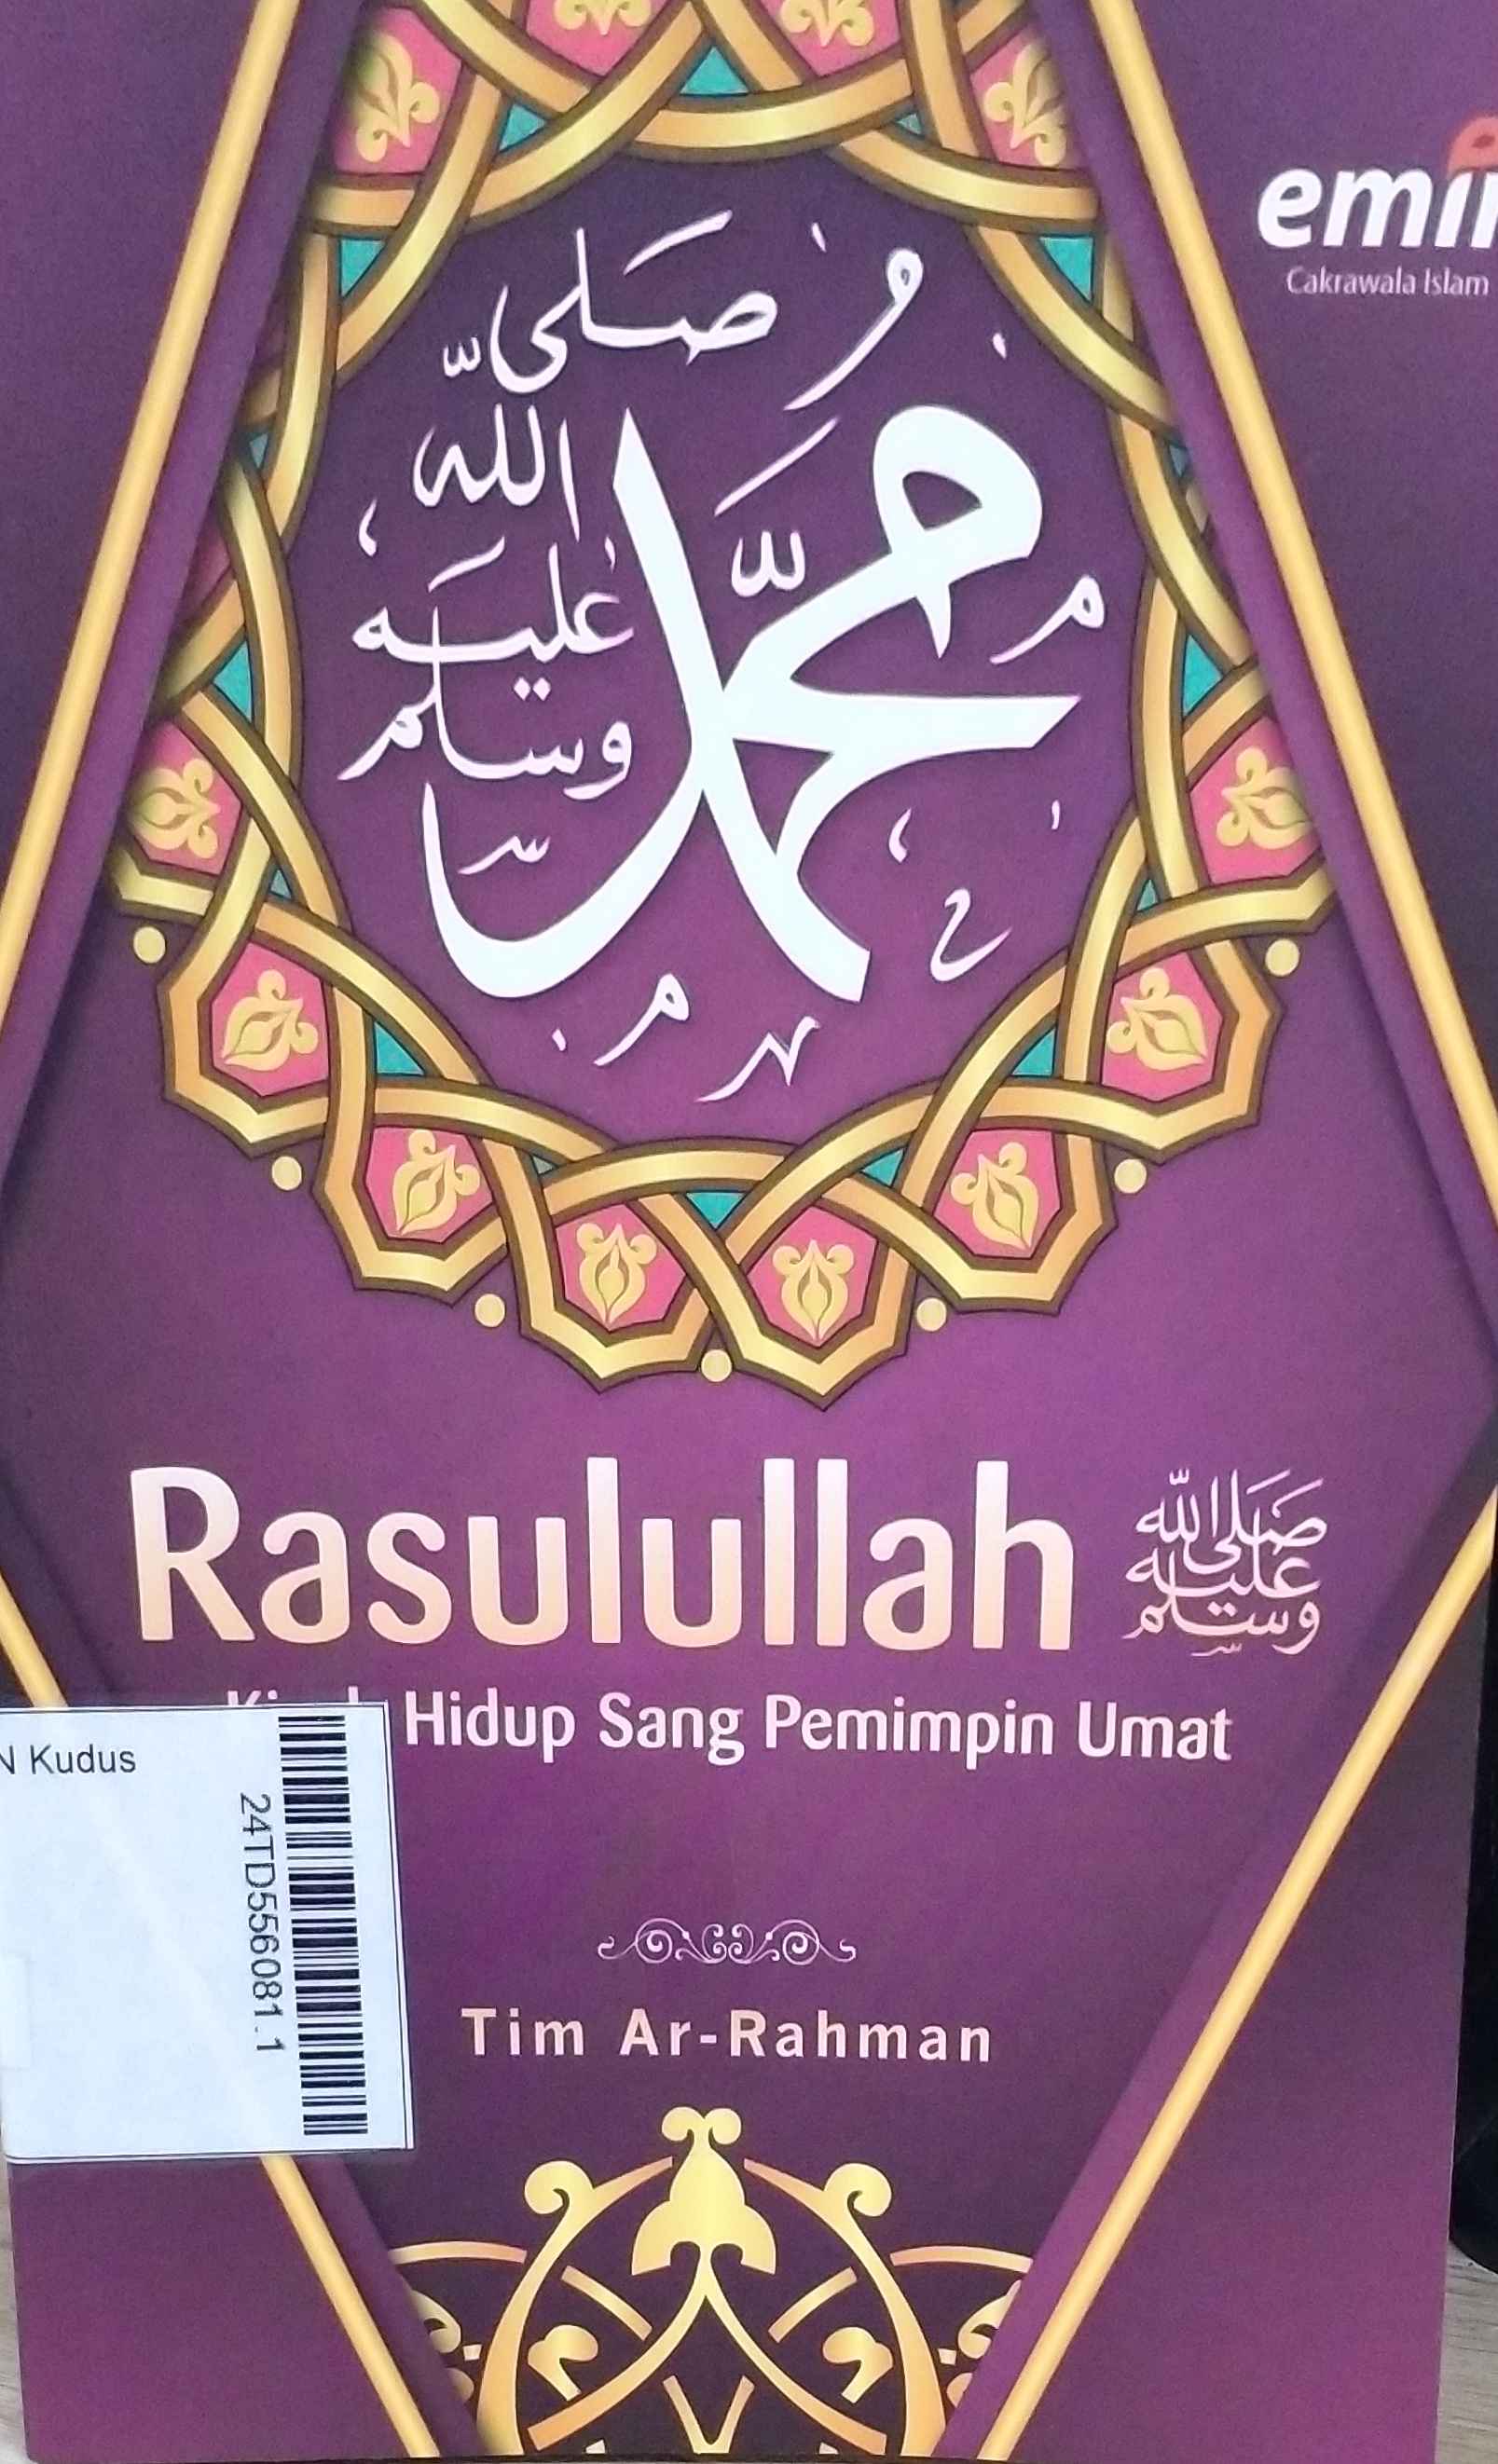 emir
Cakrawala Islam
محمد
صلى
الله
عليه
وسلم
Rasulullah صلى الله عليه وسلم
Hidup Sang Pemimpin Umat
N Kudus
24TD556081.1
Tim Ar-Rahman